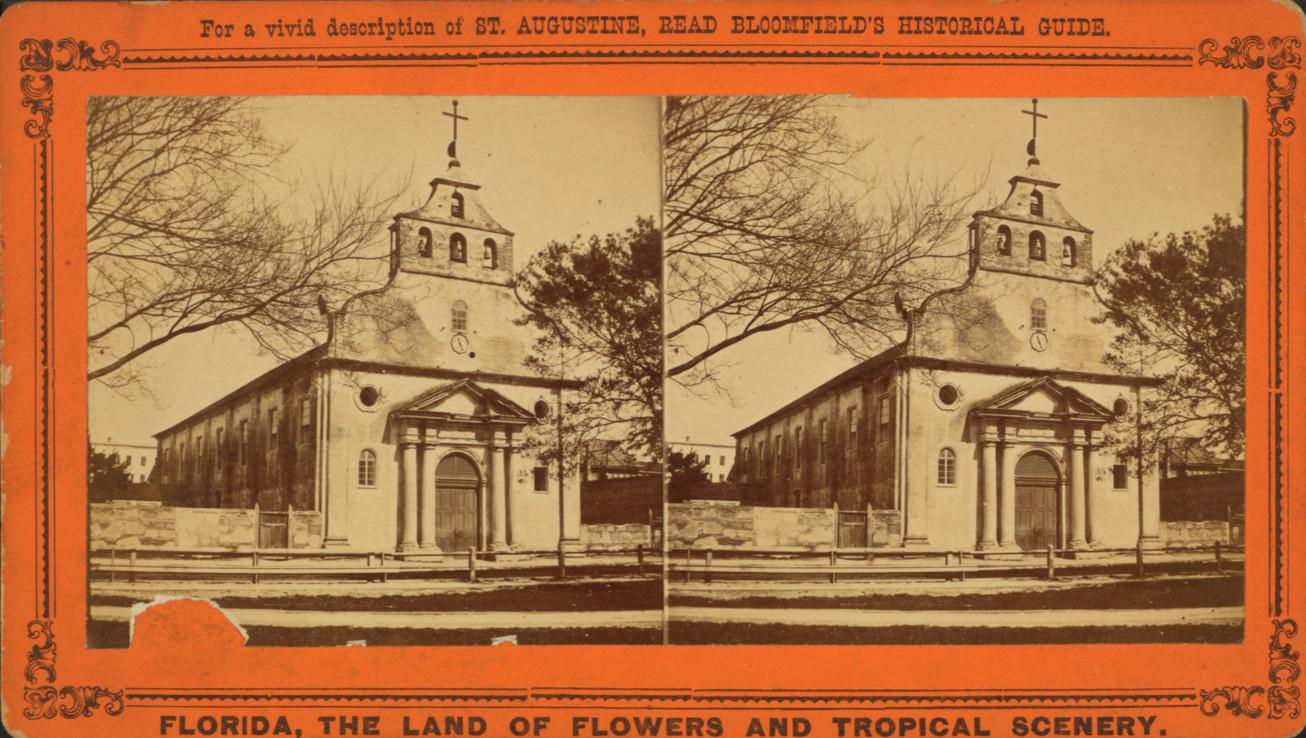 For a vivid description of ST. AUGUSTINE, READ BLOOMFIELD'S HISTORICAL GUIDE.
FLORIDA, THE LAND OF FLOWERS AND TROPICAL SCENERY.